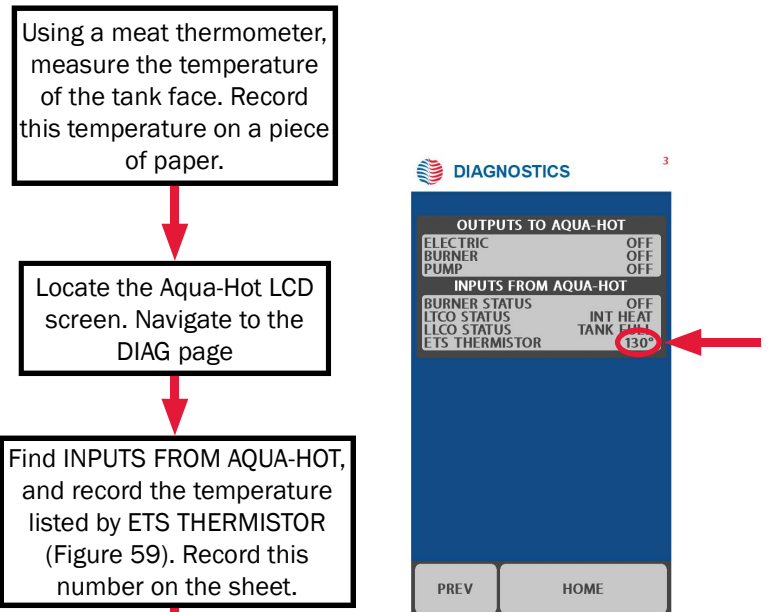 Using a meat thermometer,
measure the temperature
of the tank face. Record
this temperature on a piece
of paper.
Locate the Aqua-Hot LCD
screen. Navigate to the
DIAG page
Find INPUTS FROM AQUA-HOT,
and record the temperature
listed by ETS THERMISTOR
(Figure 59). Record this
number on the sheet.
DIAGNOSTICS 3
OUTPUTS TO AQUA-HOT
ELECTRIC OFF
BURNER OFF
PUMP OFF
INPUTS FROM AQUA-HOT
BURNER STATUS OFF
LTCO STATUS INT HEAT
LLCO STATUS TANK FULL
ETS THERMISTOR 130°
PREV HOME